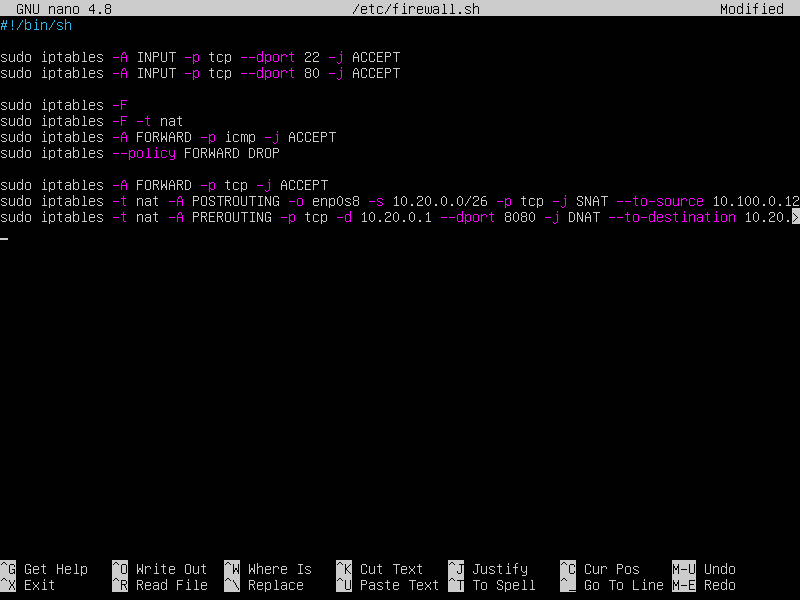 GNU nano 4.8 /etc/firewall.sh Modified
#!/bin/sh
sudo iptables -A INPUT -p tcp --dport 22 -j ACCEPT
sudo iptables -A INPUT -p tcp --dport 80 -j ACCEPT
sudo iptables -F
sudo iptables -F -t nat
sudo iptables -A FORWARD -p icmp -j ACCEPT
sudo iptables --policy FORWARD DROP
sudo iptables -A FORWARD -p tcp -j ACCEPT
sudo iptables -t nat -A POSTROUTING -o enp0s8 -s 10.20.0.0/26 -p tcp -j SNAT --to-source 10.100.0.12
sudo iptables -t nat -A PREROUTING -p tcp -d 10.20.0.1 --dport 8080 -j DNAT --to-destination 10.20.>
^G Get Help ^O Write Out ^W Where Is ^K Cut Text ^J Justify ^C Cur Pos M-U Undo
^X Exit ^R Read File ^\ Replace ^U Paste Text ^T To Spell ^_ Go To Line M-E Redo